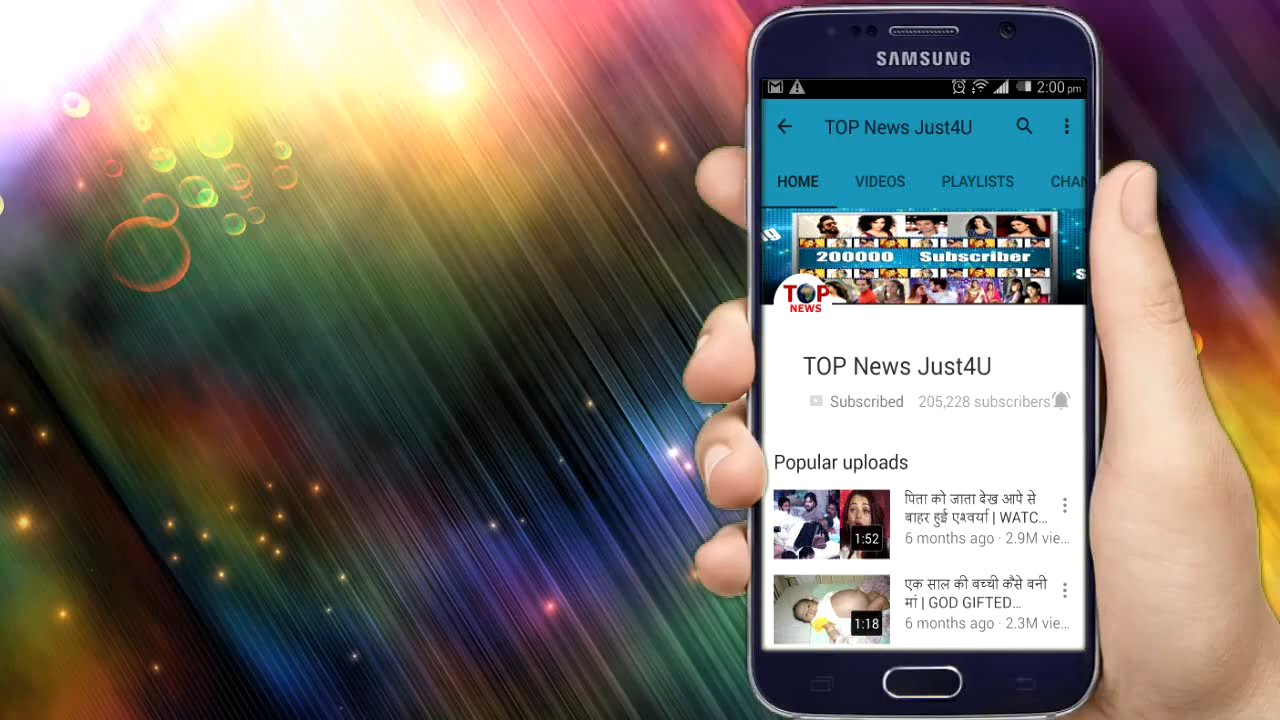 SAMSUNG
2:00 pm
TOP News Just4U
HOME VIDEOS PLAYLISTS CHAN
200000 Subscriber
TOP
NEWS
TOP News Just4U
Subscribed 205,228 subscribers
Popular uploads
पिता को जाता देख आपे से
बाहर हुई एश्वर्या | WATC...
6 months ago · 2.9M vie...
1:52
एक साल की बच्ची कैसे बनी
मां | GOD GIFTED...
6 months ago · 2.3M vie...
1:18